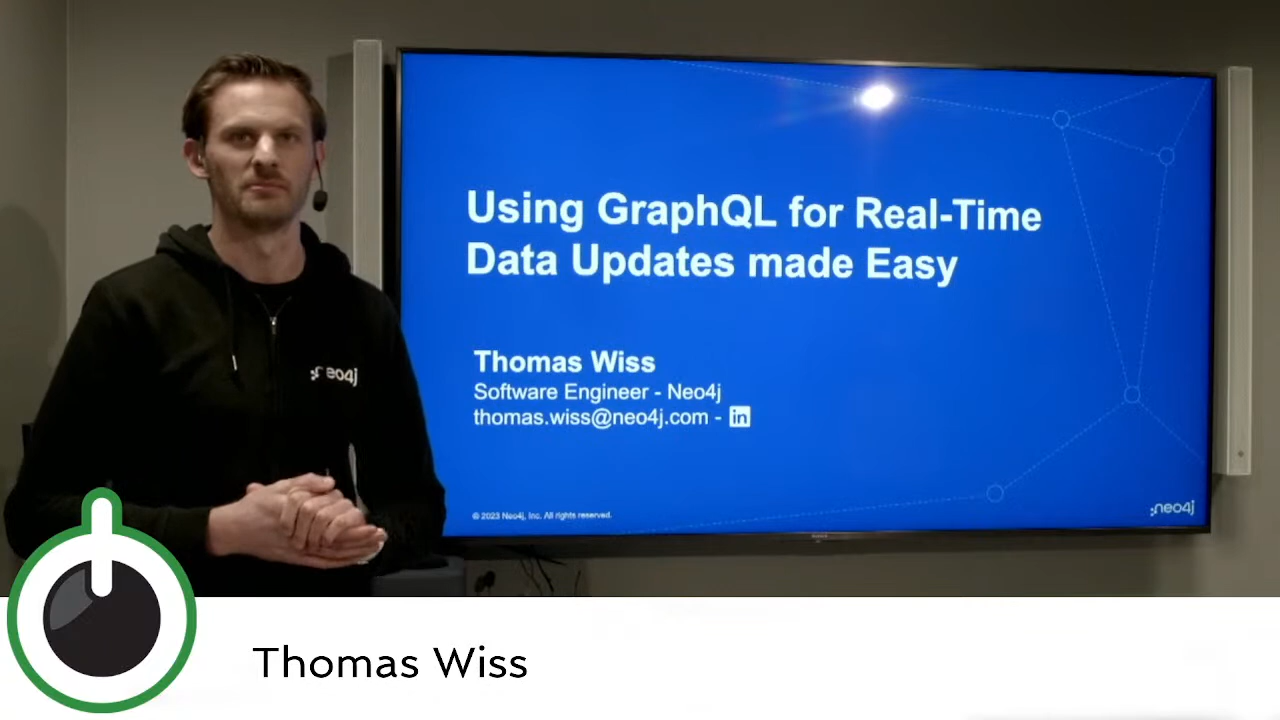 Using GraphQL for Real-Time
Data Updates made Easy
Thomas Wiss
Software Engineer - Neo4j
thomas.wiss@neo4j.com - in
:neo4j
© 2023 Neo4j, Inc. All rights reserved.
:neo4j
Thomas Wiss